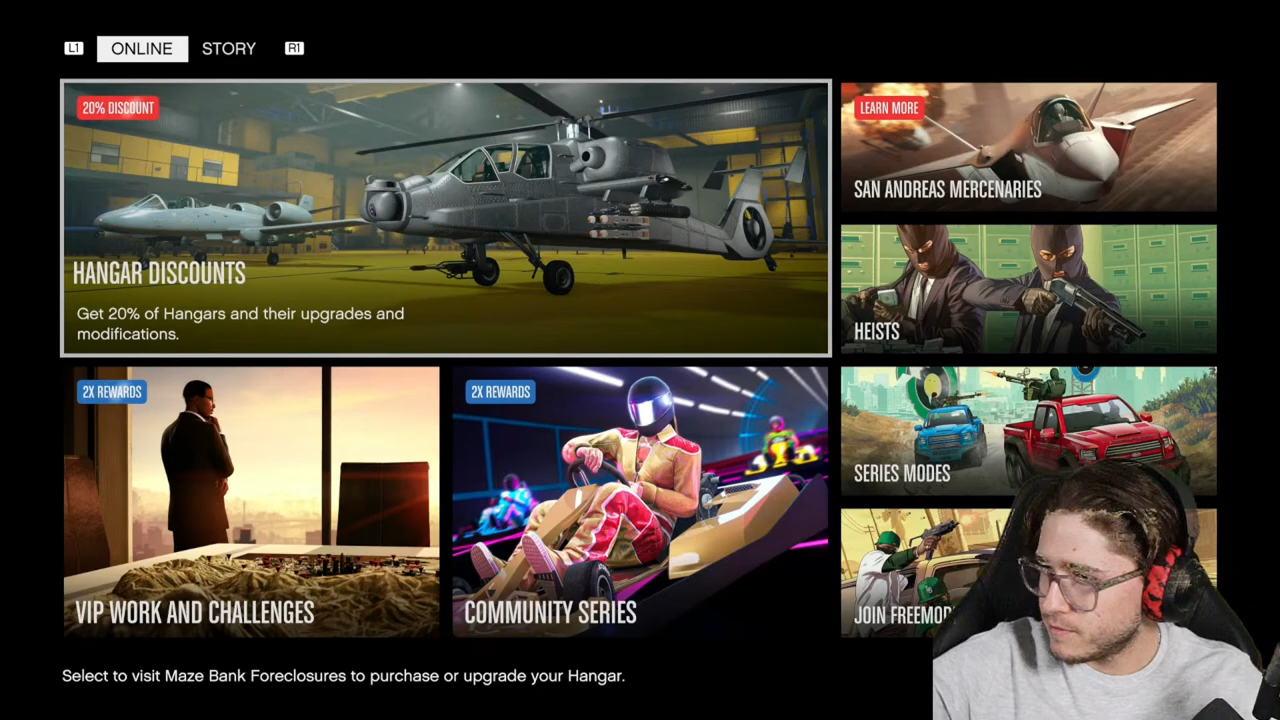 L1 ONLINE STORY R1
20% DISCOUNT
HANGAR DISCOUNTS
Get 20% of Hangars and their upgrades and
modifications.
LEARN MORE
SAN ANDREAS MERCENARIES
HEISTS
2X REWARDS
VIP WORK AND CHALLENGES
2X REWARDS
COMMUNITY SERIES
SERIES MODES
JOIN FREEMO
Select to visit Maze Bank Foreclosures to purchase or upgrade your Hangar.